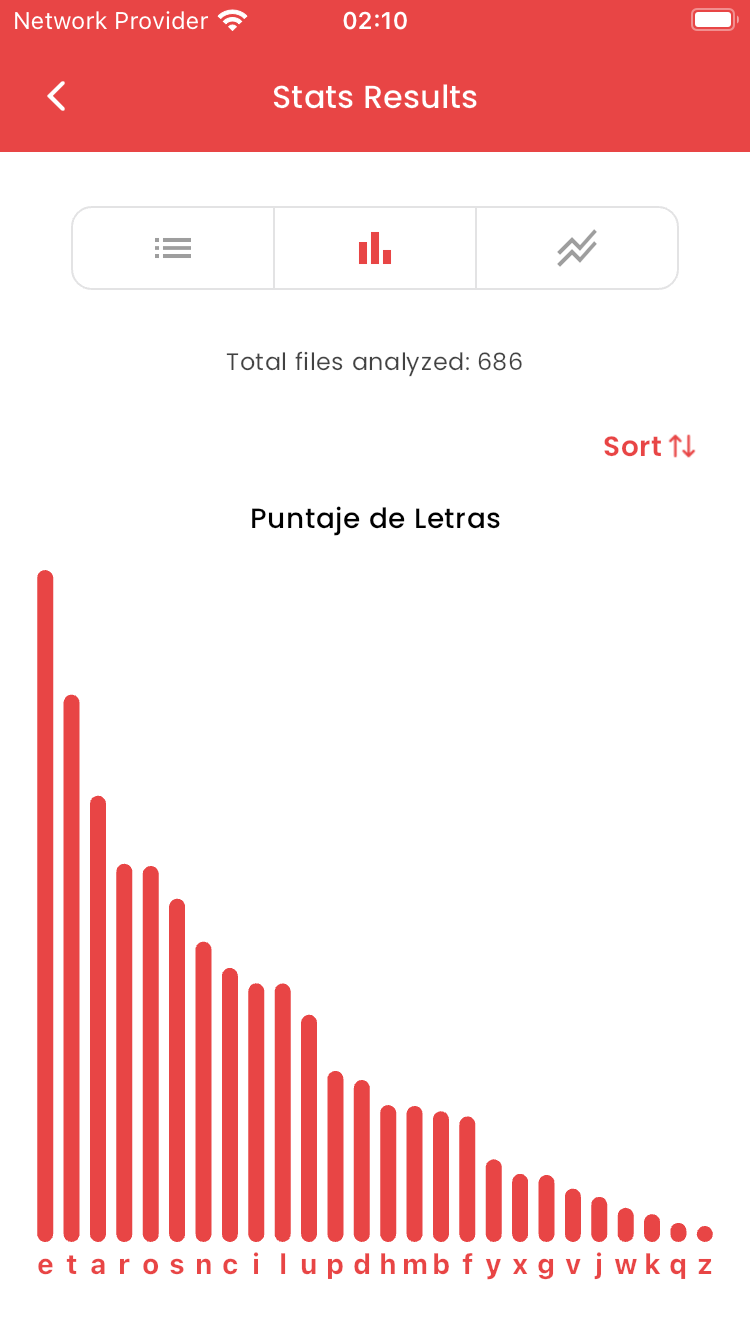 Network Provider 02:10
Stats Results
Total files analyzed: 686
Sort
Puntaje de Letras
e t a r o s n c i l u p d h m b f y x g v j w k q z